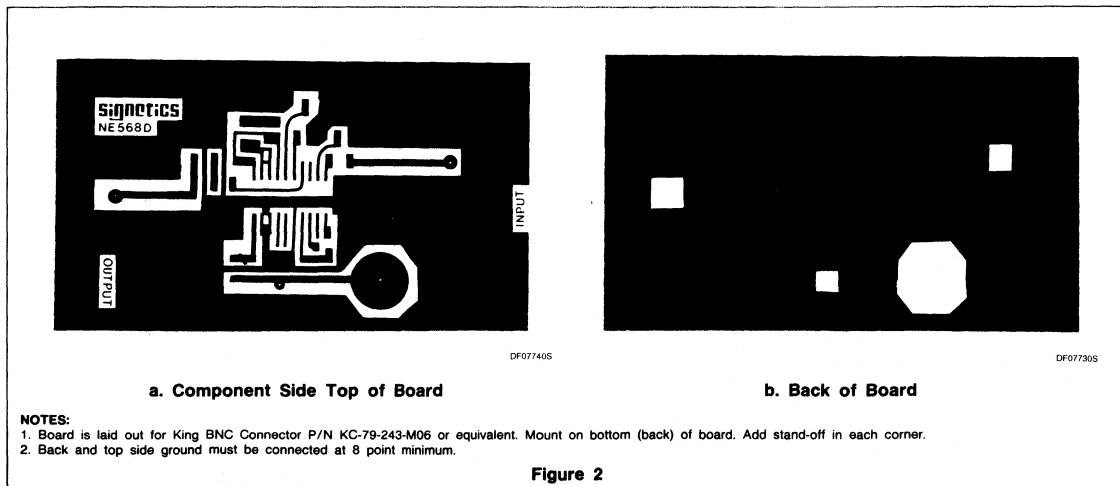 signetics
NE568D
INPUT
OUTPUT
DF07740S
DF07730S
a. Component Side Top of Board
b. Back of Board
NOTES:
1. Board is laid out for King BNC Connector P/N KC-79-243-M06 or equivalent. Mount on bottom (back) of board. Add stand-off in each corner.
2. Back and top side ground must be connected at 8 point minimum.
Figure 2